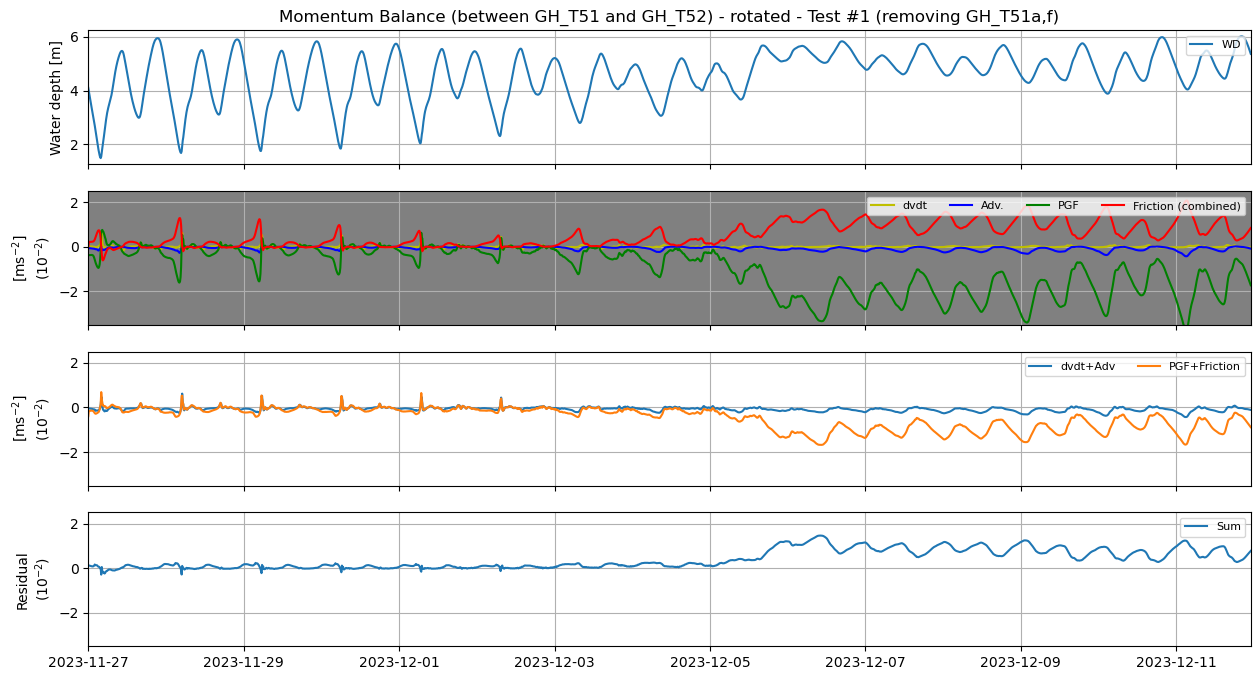 Momentum Balance (between GH_T51 and GH_T52) - rotated - Test #1 (removing GH_T51a,f)
Water depth [m]
6
4
2
WD
[ms⁻²]
(10⁻²)
2
0
−2
dvdt
Adv.
PGF
Friction (combined)
[ms⁻²]
(10⁻²)
2
0
−2
dvdt+Adv
PGF+Friction
Residual
(10⁻²)
2
0
−2
Sum
2023-11-27
2023-11-29
2023-12-01
2023-12-03
2023-12-05
2023-12-07
2023-12-09
2023-12-11